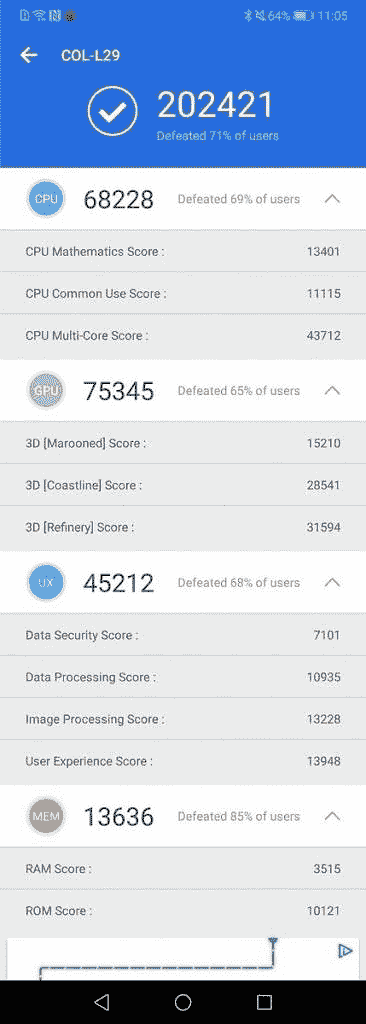 64% 11:05
COL-L29
202421
Defeated 71% of users
CPU 68228 Defeated 69% of users
CPU Mathematics Score : 13401
CPU Common Use Score : 11115
CPU Multi-Core Score : 43712
GPU 75345 Defeated 65% of users
3D [Marooned] Score : 15210
3D [Coastline] Score : 28541
3D [Refinery] Score : 31594
UX 45212 Defeated 68% of users
Data Security Score : 7101
Data Processing Score : 10935
Image Processing Score : 13228
User Experience Score : 13948
MEM 13636 Defeated 85% of users
RAM Score : 3515
ROM Score : 10121